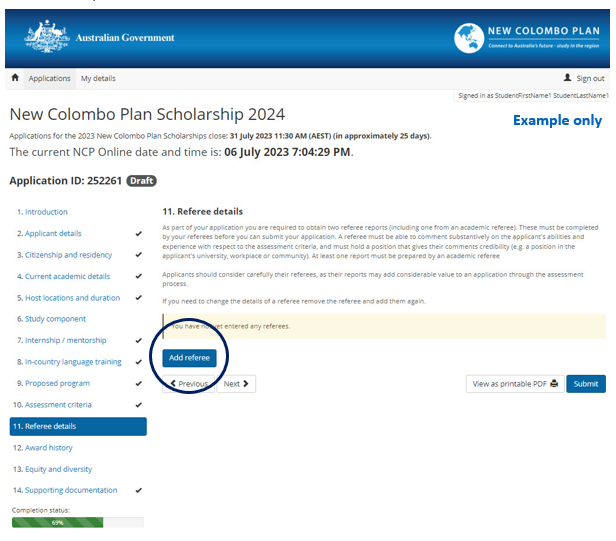 Australian Government
NEW COLOMBO PLAN
Connect to Australia's future - study in the region
Applications
My details
Sign out
Signed in as StudentFirstName1 StudentLastName1
New Colombo Plan Scholarship 2024
Example only
Applications for the 2023 New Colombo Plan Scholarships close: 31 July 2023 11:30 AM (AEST) (in approximately 25 days).
The current NCP Online date and time is: 06 July 2023 7:04:29 PM.
Application ID: 252261 Draft
1. Introduction
2. Applicant details
3. Citizenship and residency
4. Current academic details
5. Host locations and duration
6. Study component
7. Internship / mentorship
8. In-country language training
9. Proposed program
10. Assessment criteria
11. Referee details
12. Award history
13. Equity and diversity
14. Supporting documentation
Completion status:
69%
11. Referee details
As part of your application you are required to obtain two referee reports (including one from an academic referee). These must be completed
by your referees before you can submit your application. A referee must be able to comment substantively on the applicant's abilities and
experience with respect to the assessment criteria, and must hold a position that gives their comments credibility (e.g. a position in the
applicant's university, workplace or community). At least one report must be prepared by an academic referee
Applicants should consider carefully their referees, as their reports may add considerable value to an application through the assessment
process.
If you need to change the details of a referee remove the referee and add them again.
You have not yet entered any referees.
Add referee
Previous
Next
View as printable PDF
Submit